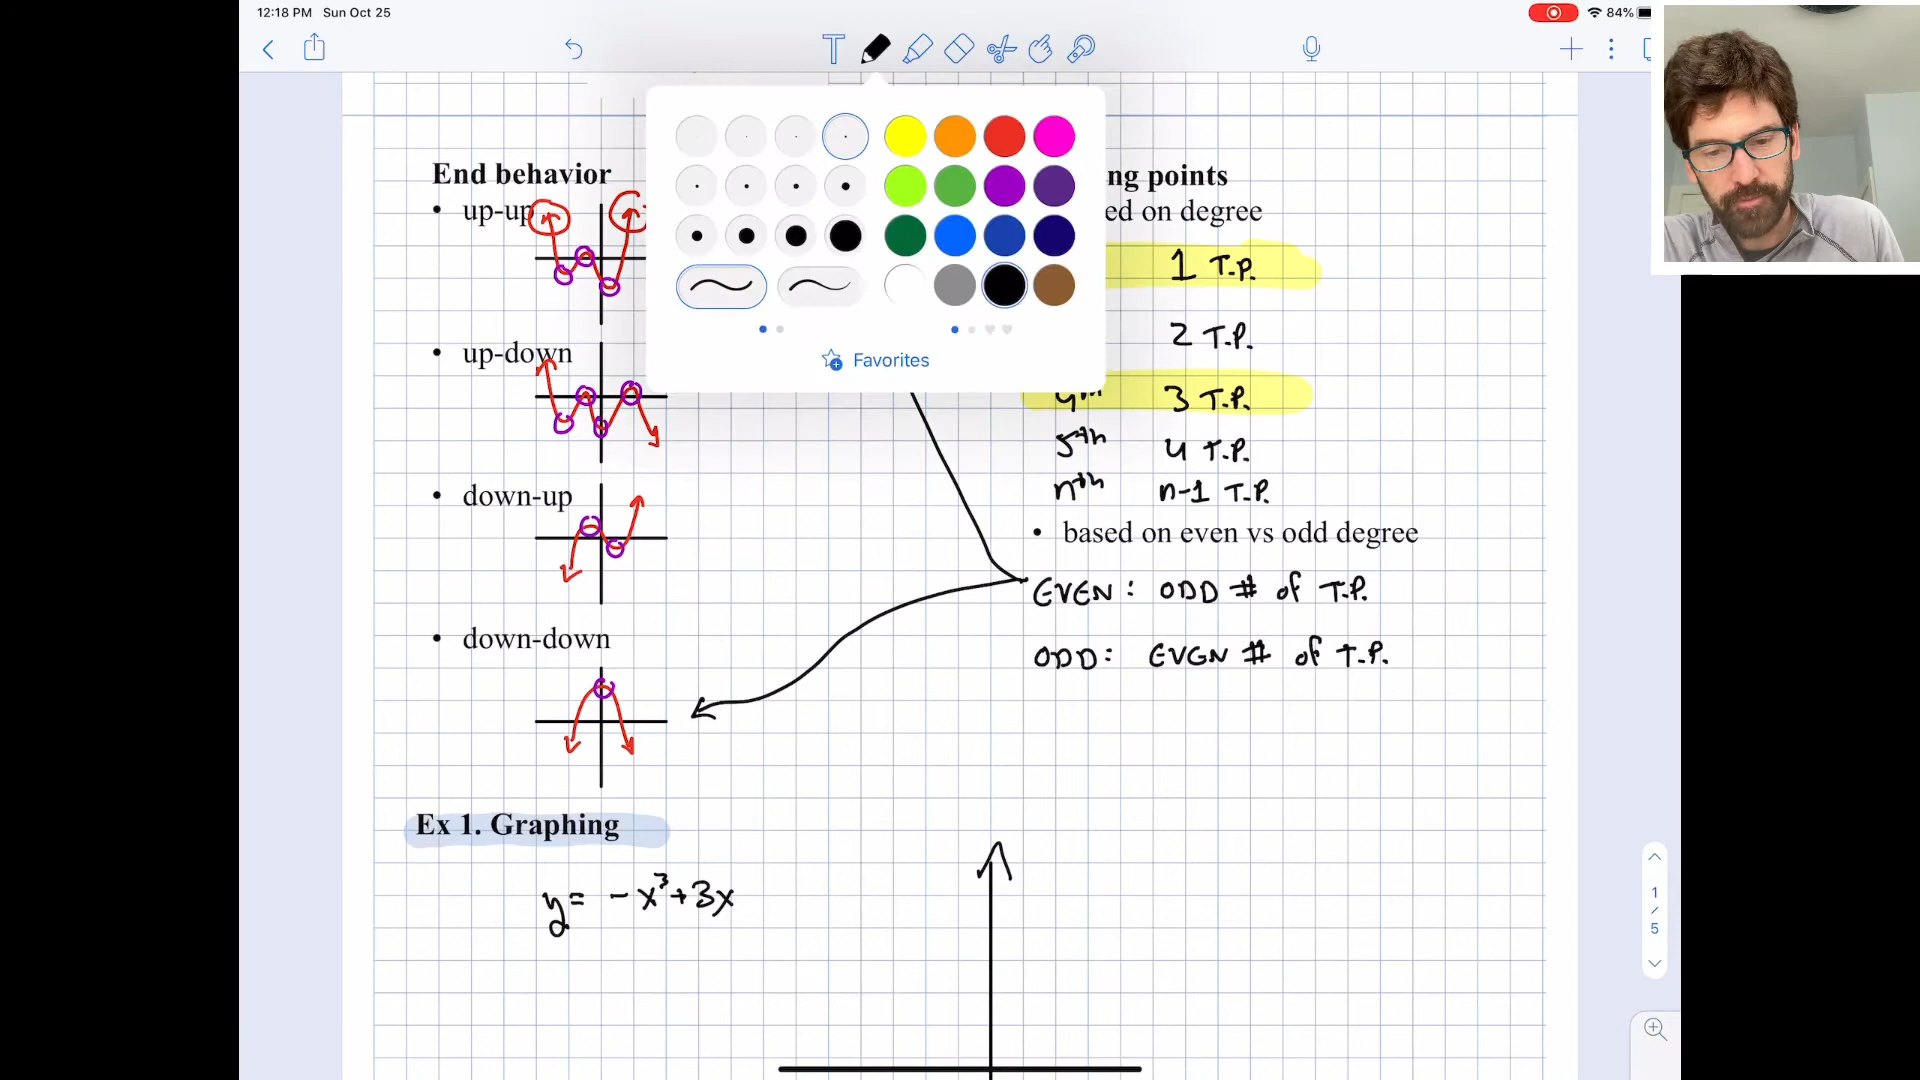 12:18 PM Sun Oct 25
84%
T
Favorites
End behavior
• up-up
• up-down
• down-up
• down-down
ng points
ed on degree
1 T.P.
2 T.P.
4th 3 T.P.
5th 4 T.P.
nth n-1 T.P.
• based on even vs odd degree
EVEN: ODD # of T.P.
ODD: EVEN # of T.P.
Ex 1. Graphing
y = -x³+3x
1
/
5